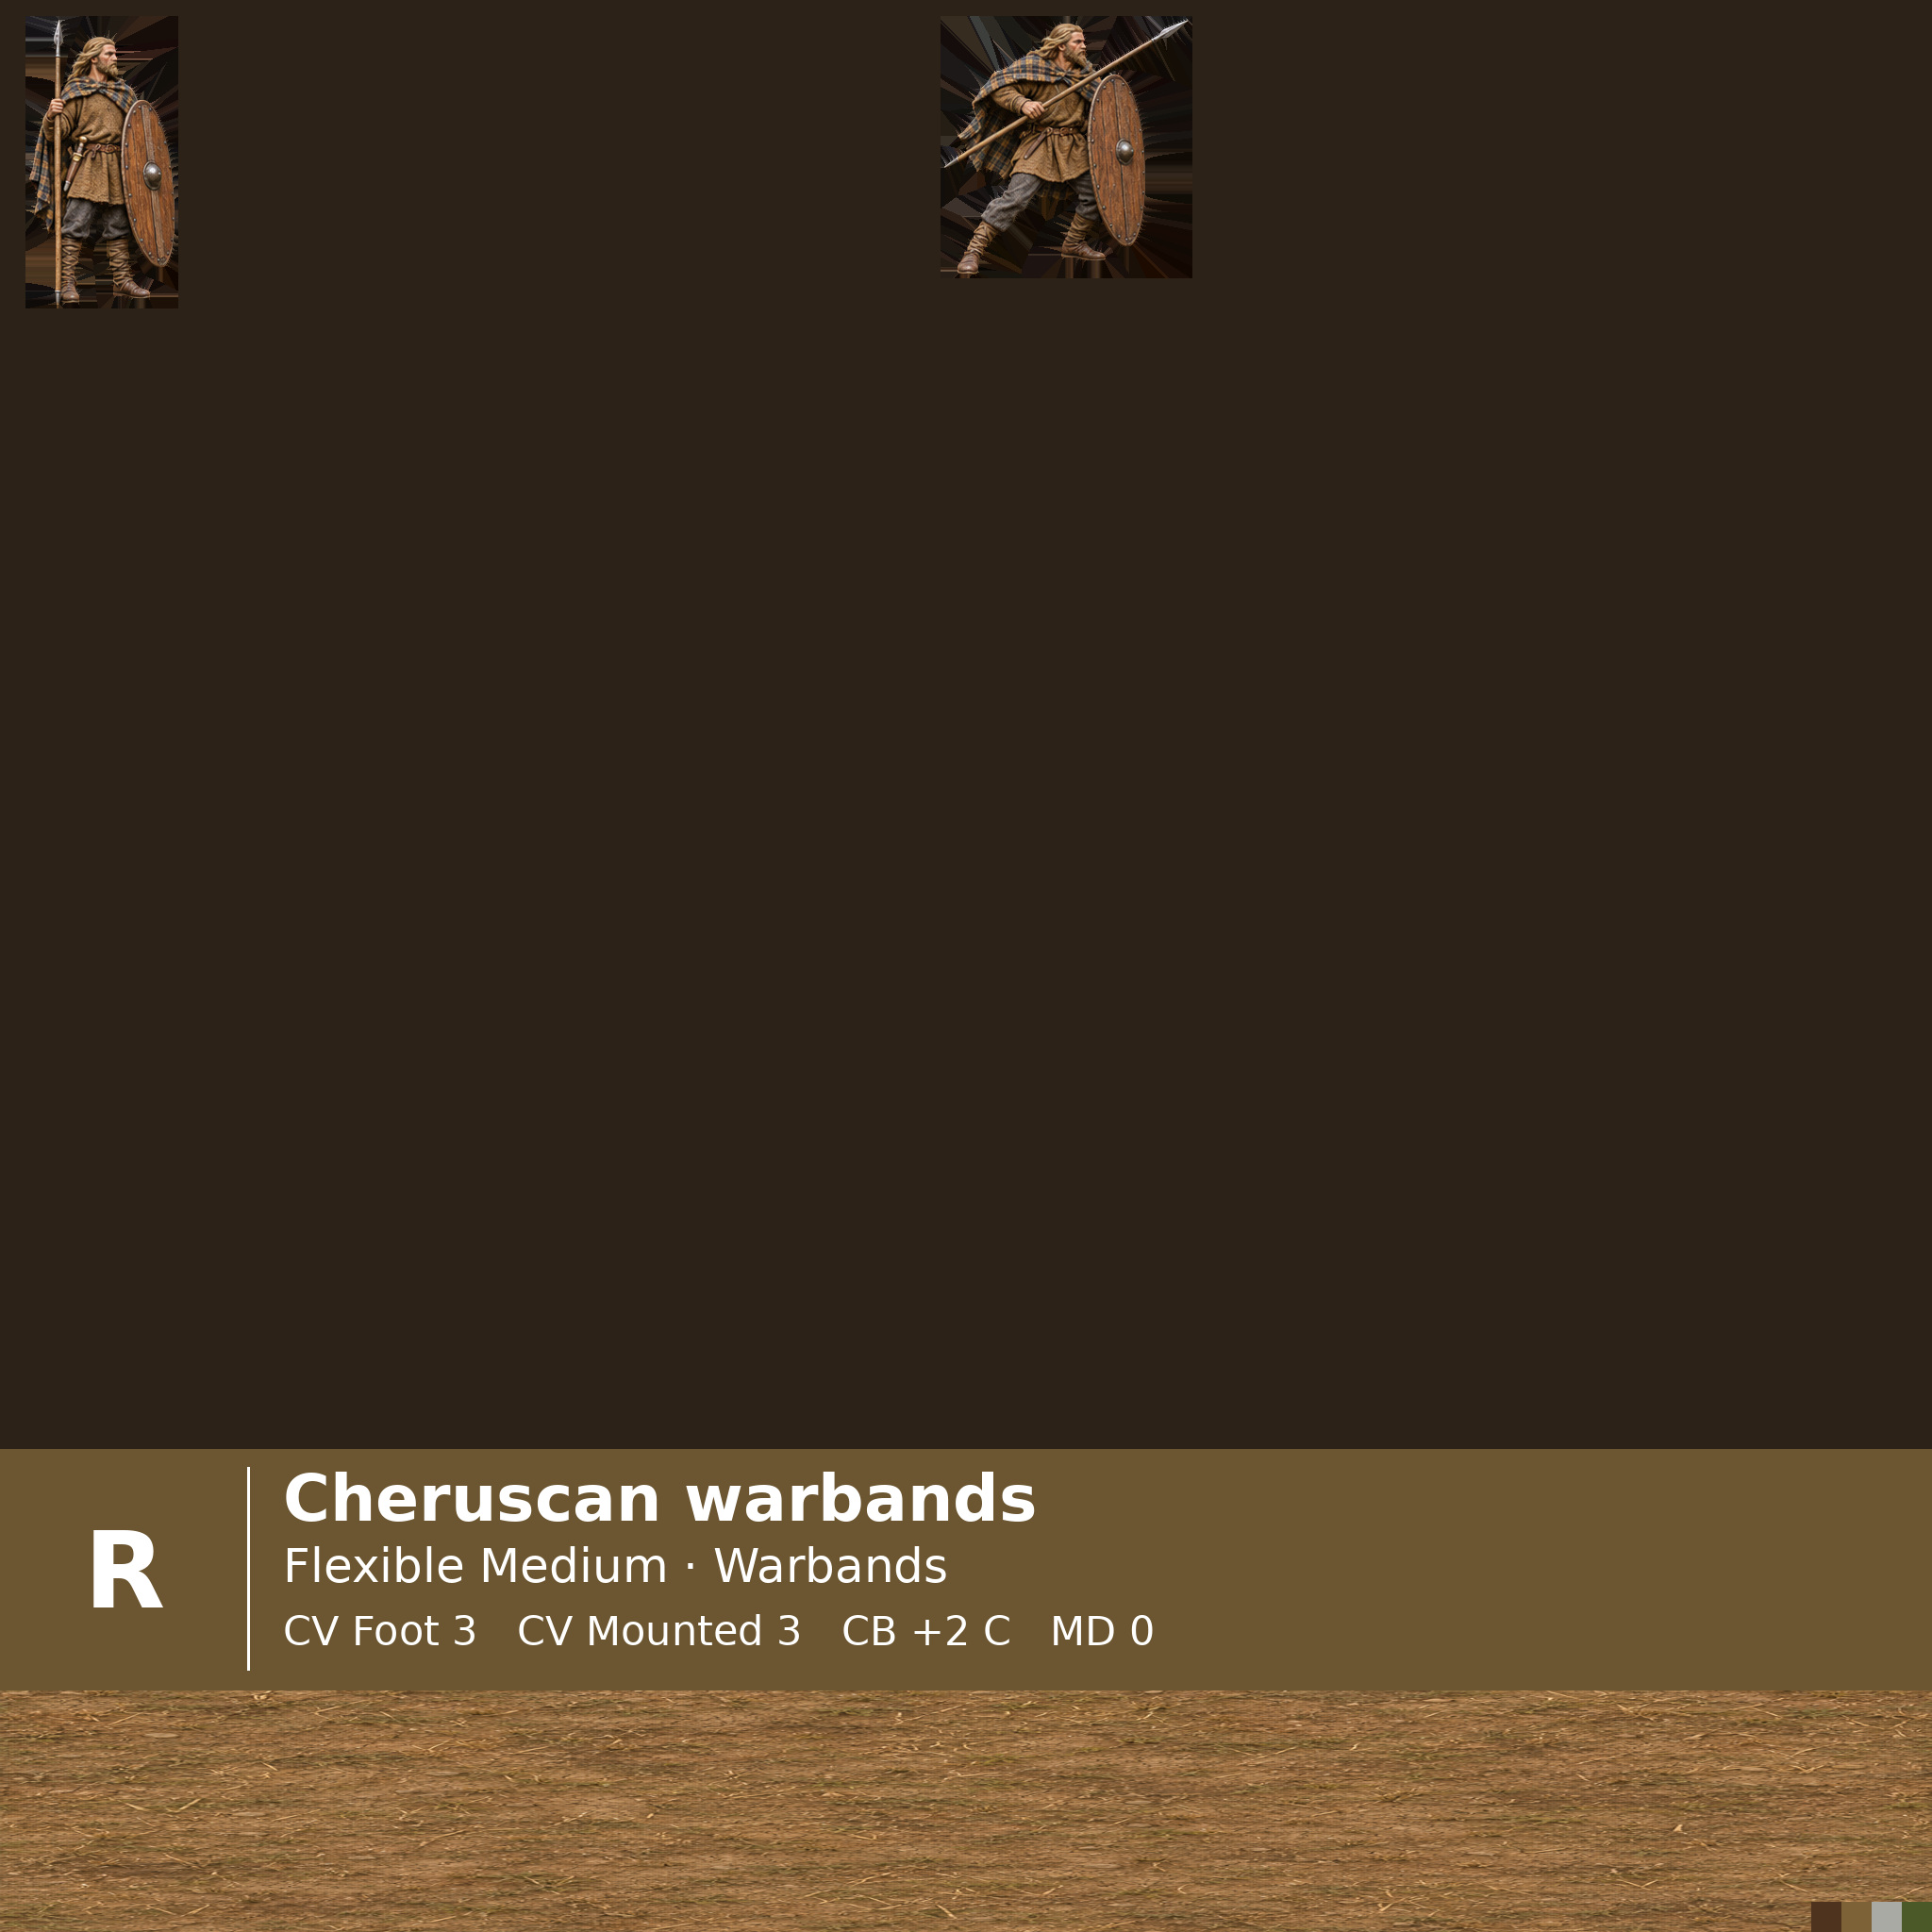 R
Cheruscan warbands
Flexible Medium · Warbands
CV Foot 3 CV Mounted 3 CB +2 C MD 0